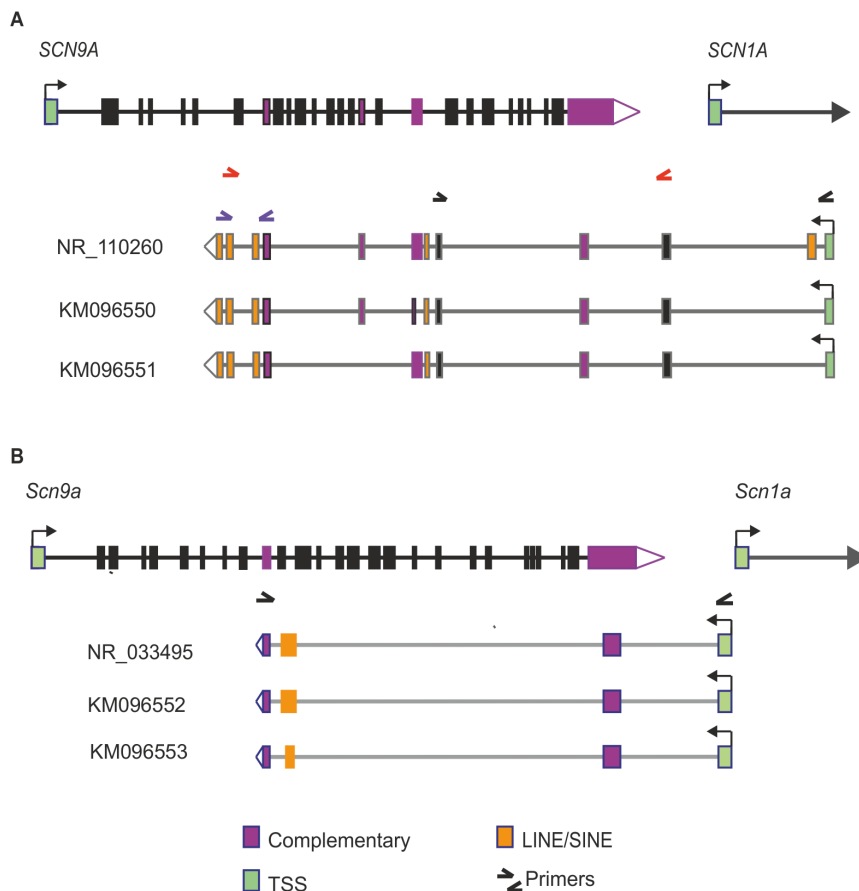 A
SCN9A SCN1A
NR_110260
KM096550
KM096551
B
Scn9a Scn1a
NR_033495
KM096552
KM096553
Complementary LINE/SINE
TSS Primers